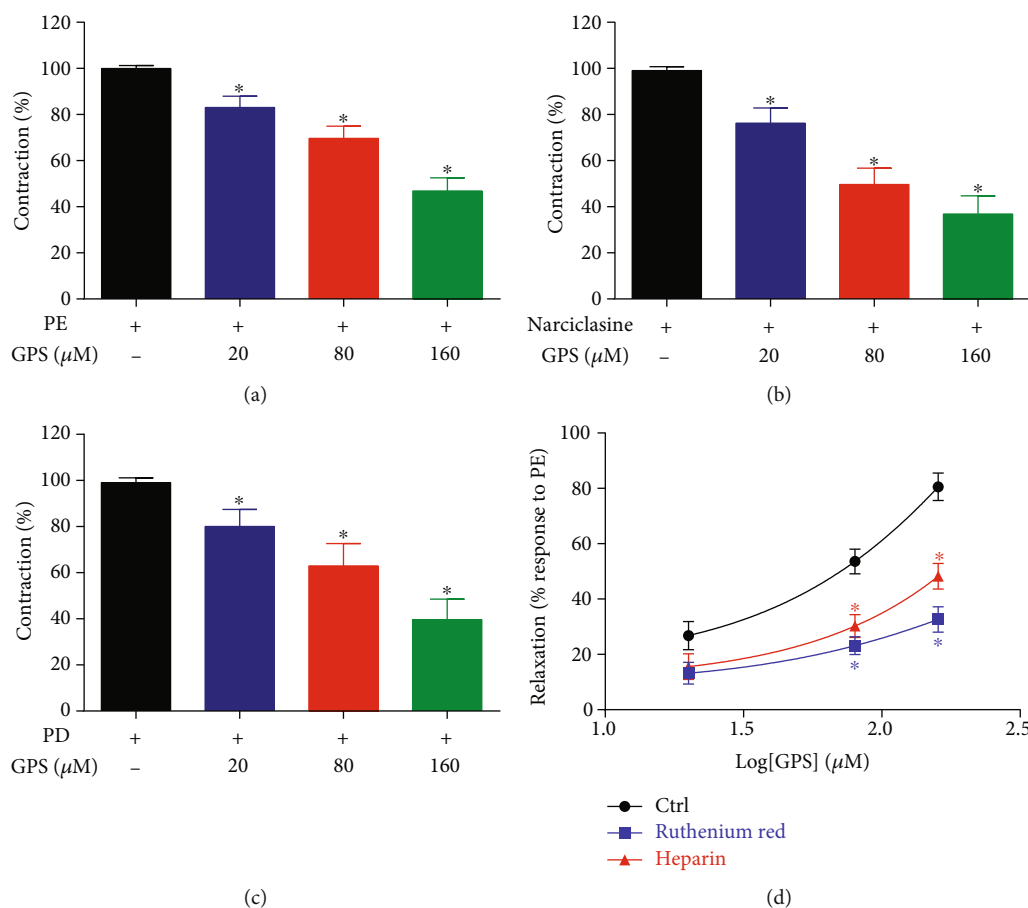 120
100
80
60
40
20
0
Contraction (%)
*
*
*
PE + + + +
GPS (μM) – 20 80 160
(a)
120
100
80
60
40
20
0
Contraction (%)
*
*
*
Narciclasine + + + +
GPS (μM) – 20 80 160
(b)
120
100
80
60
40
20
0
Contraction (%)
*
*
*
PD + + + +
GPS (μM) – 20 80 160
(c)
100
80
60
40
20
0
Relaxation (% response to PE)
*
*
*
*
1.0 1.5 2.0 2.5
Log[GPS] (μM)
Ctrl
Ruthenium red
Heparin
(d)